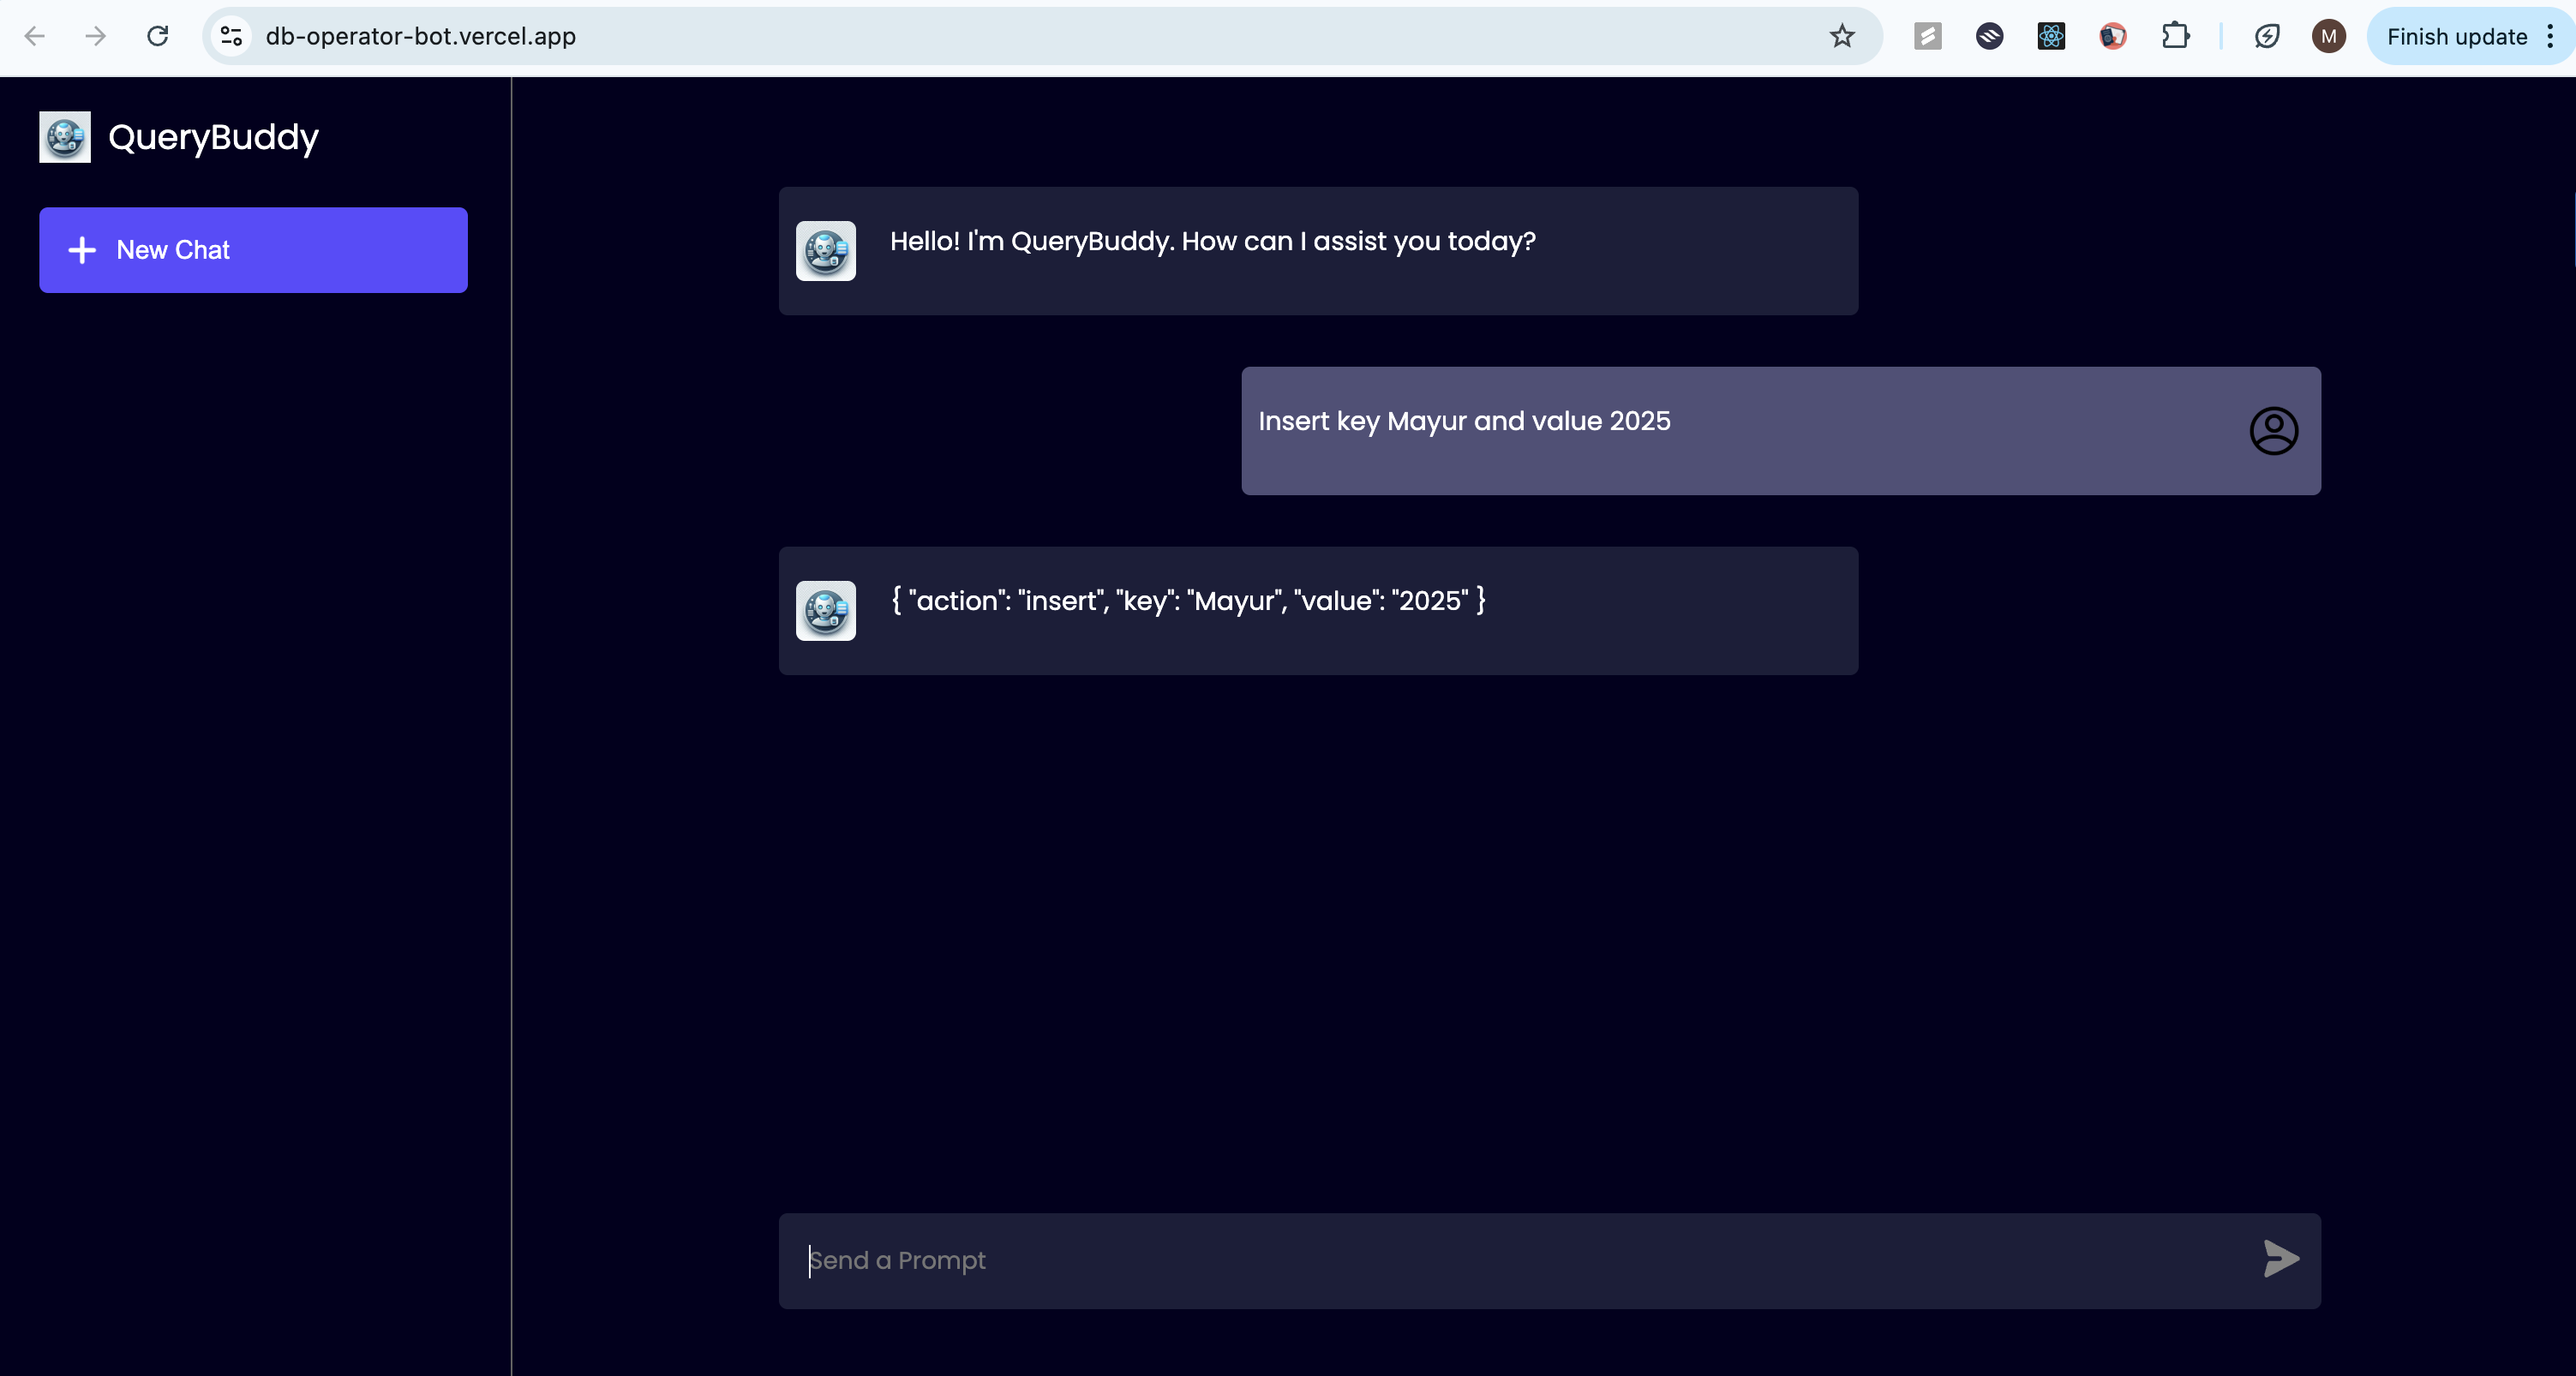 db-operator-bot.vercel.app
M
Finish update
QueryBuddy
New Chat
Hello! I'm QueryBuddy. How can I assist you today?
Insert key Mayur and value 2025
{ "action": "insert", "key": "Mayur", "value": "2025" }
Send a Prompt